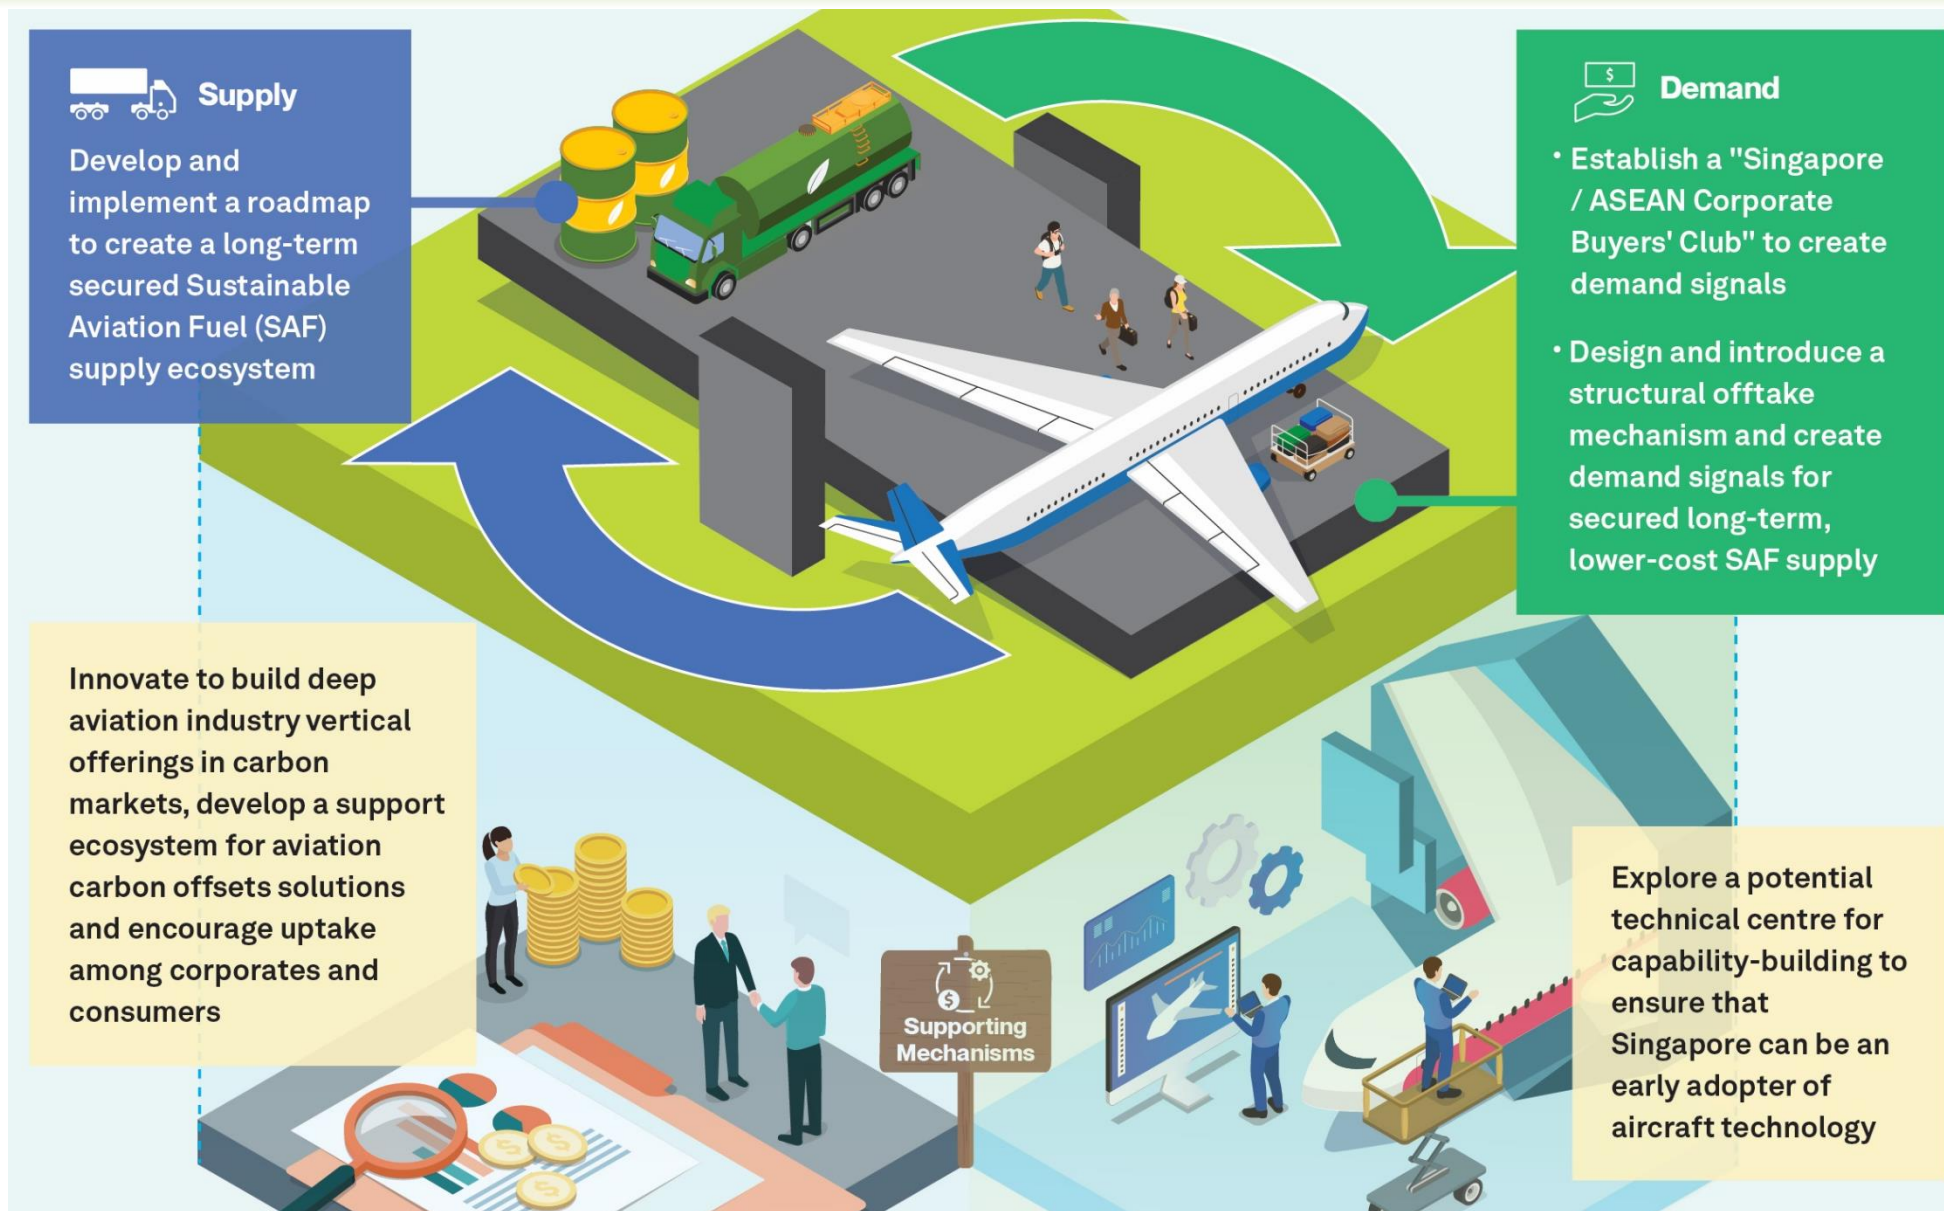 Supply
Develop and
implement a roadmap
to create a long-term
secured Sustainable
Aviation Fuel (SAF)
supply ecosystem
$
Demand
• Establish a "Singapore
/ ASEAN Corporate
Buyers' Club" to create
demand signals
• Design and introduce a
structural offtake
mechanism and create
demand signals for
secured long-term,
lower-cost SAF supply
Innovate to build deep
aviation industry vertical
offerings in carbon
markets, develop a support
ecosystem for aviation
carbon offsets solutions
and encourage uptake
among corporates and
consumers
$
Supporting
Mechanisms
Explore a potential
technical centre for
capability-building to
ensure that
Singapore can be an
early adopter of
aircraft technology
$
$
$